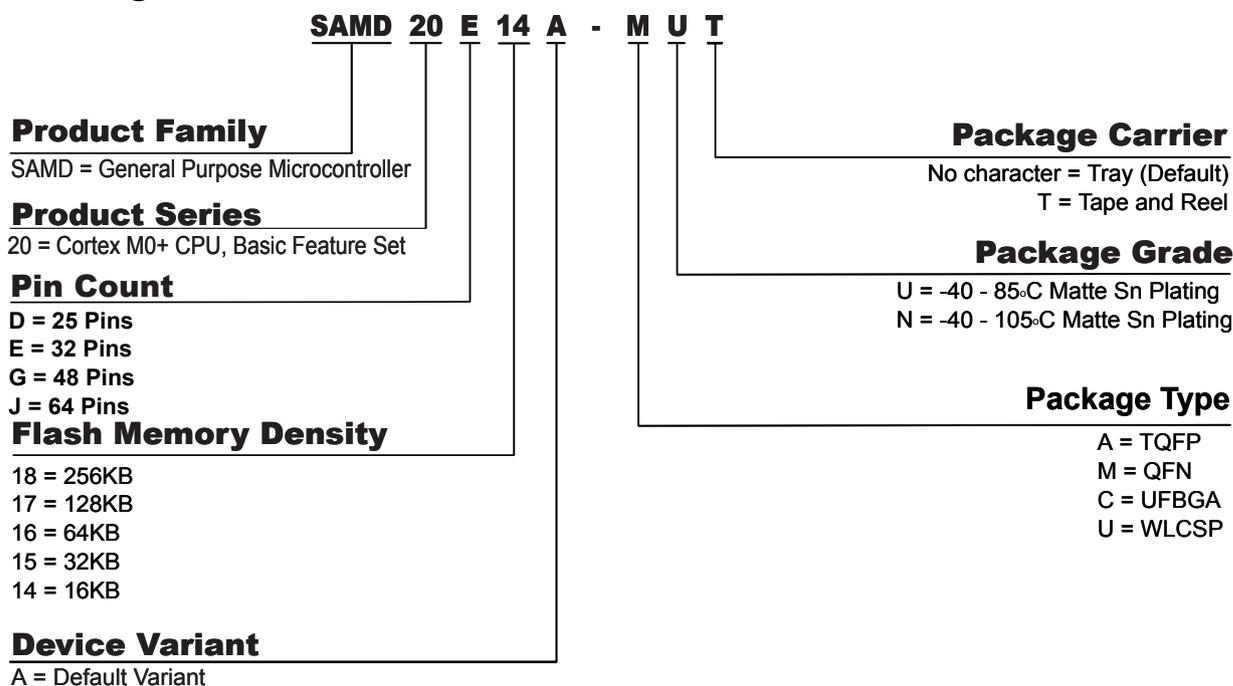 SAMD 20 E 14 A - M U T
Product Family
SAMD = General Purpose Microcontroller
Product Series
20 = Cortex M0+ CPU, Basic Feature Set
Pin Count
D = 25 Pins
E = 32 Pins
G = 48 Pins
J = 64 Pins
Flash Memory Density
18 = 256KB
17 = 128KB
16 = 64KB
15 = 32KB
14 = 16KB
Device Variant
A = Default Variant
Package Carrier
No character = Tray (Default)
T = Tape and Reel
Package Grade
U = -40 - 85◦C Matte Sn Plating
N = -40 - 105◦C Matte Sn Plating
Package Type
A = TQFP
M = QFN
C = UFBGA
U = WLCSP